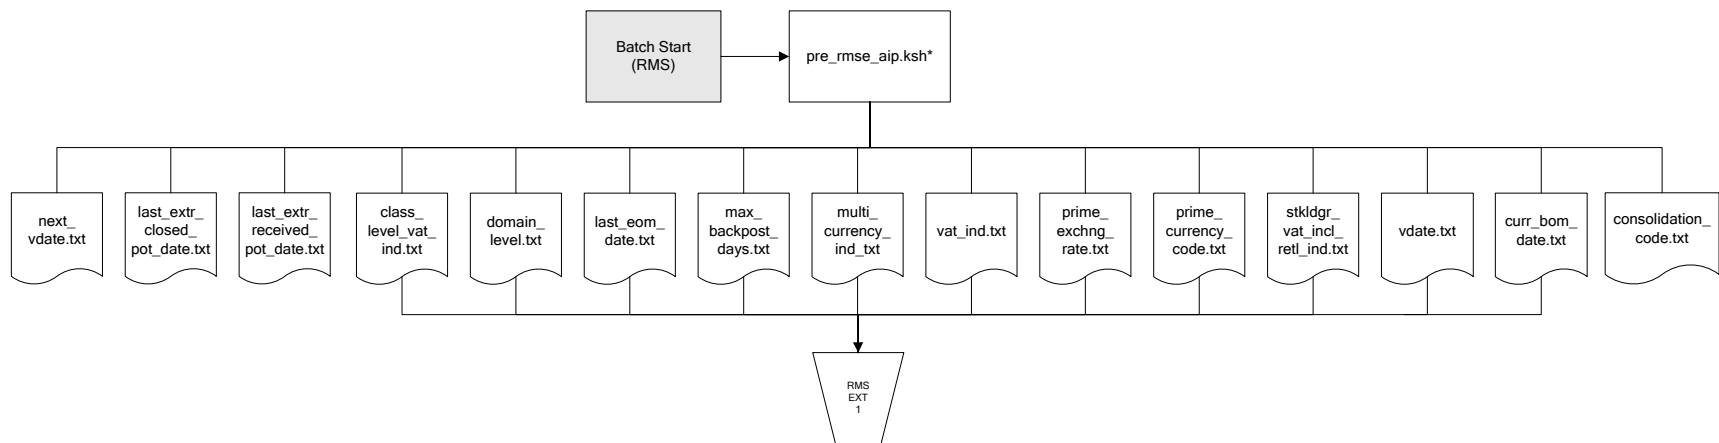 Batch Start
(RMS)
pre_rmse_aip.ksh*
next_
vdate.txt
last_extr_
closed_
pot_date.txt
last_extr_
received_
pot_date.txt
class_
level_vat_
ind.txt
domain_
level.txt
last_eom_
date.txt
max_
backpost_
days.txt
multi_
currency_
ind_txt
vat_ind.txt
prime_
exchng_
rate.txt
prime_
currency_
code.txt
stkldgr_
vat_incl_
retl_ind.txt
vdate.txt
curr_bom_
date.txt
consolidation_
code.txt
RMS
EXT
1